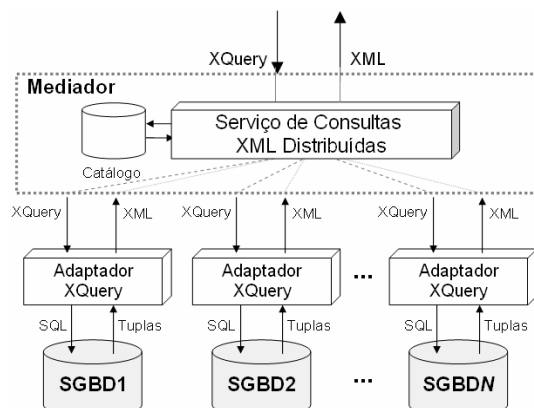 XQuery XML
Mediador
Serviço de Consultas
XML Distribuídas
Catálogo
XQuery XML XQuery XML XQuery XML
Adaptador
XQuery
Adaptador
XQuery
...
Adaptador
XQuery
SQL Tuplas SQL Tuplas SQL Tuplas
SGBD1 SGBD2 ... SGBDN